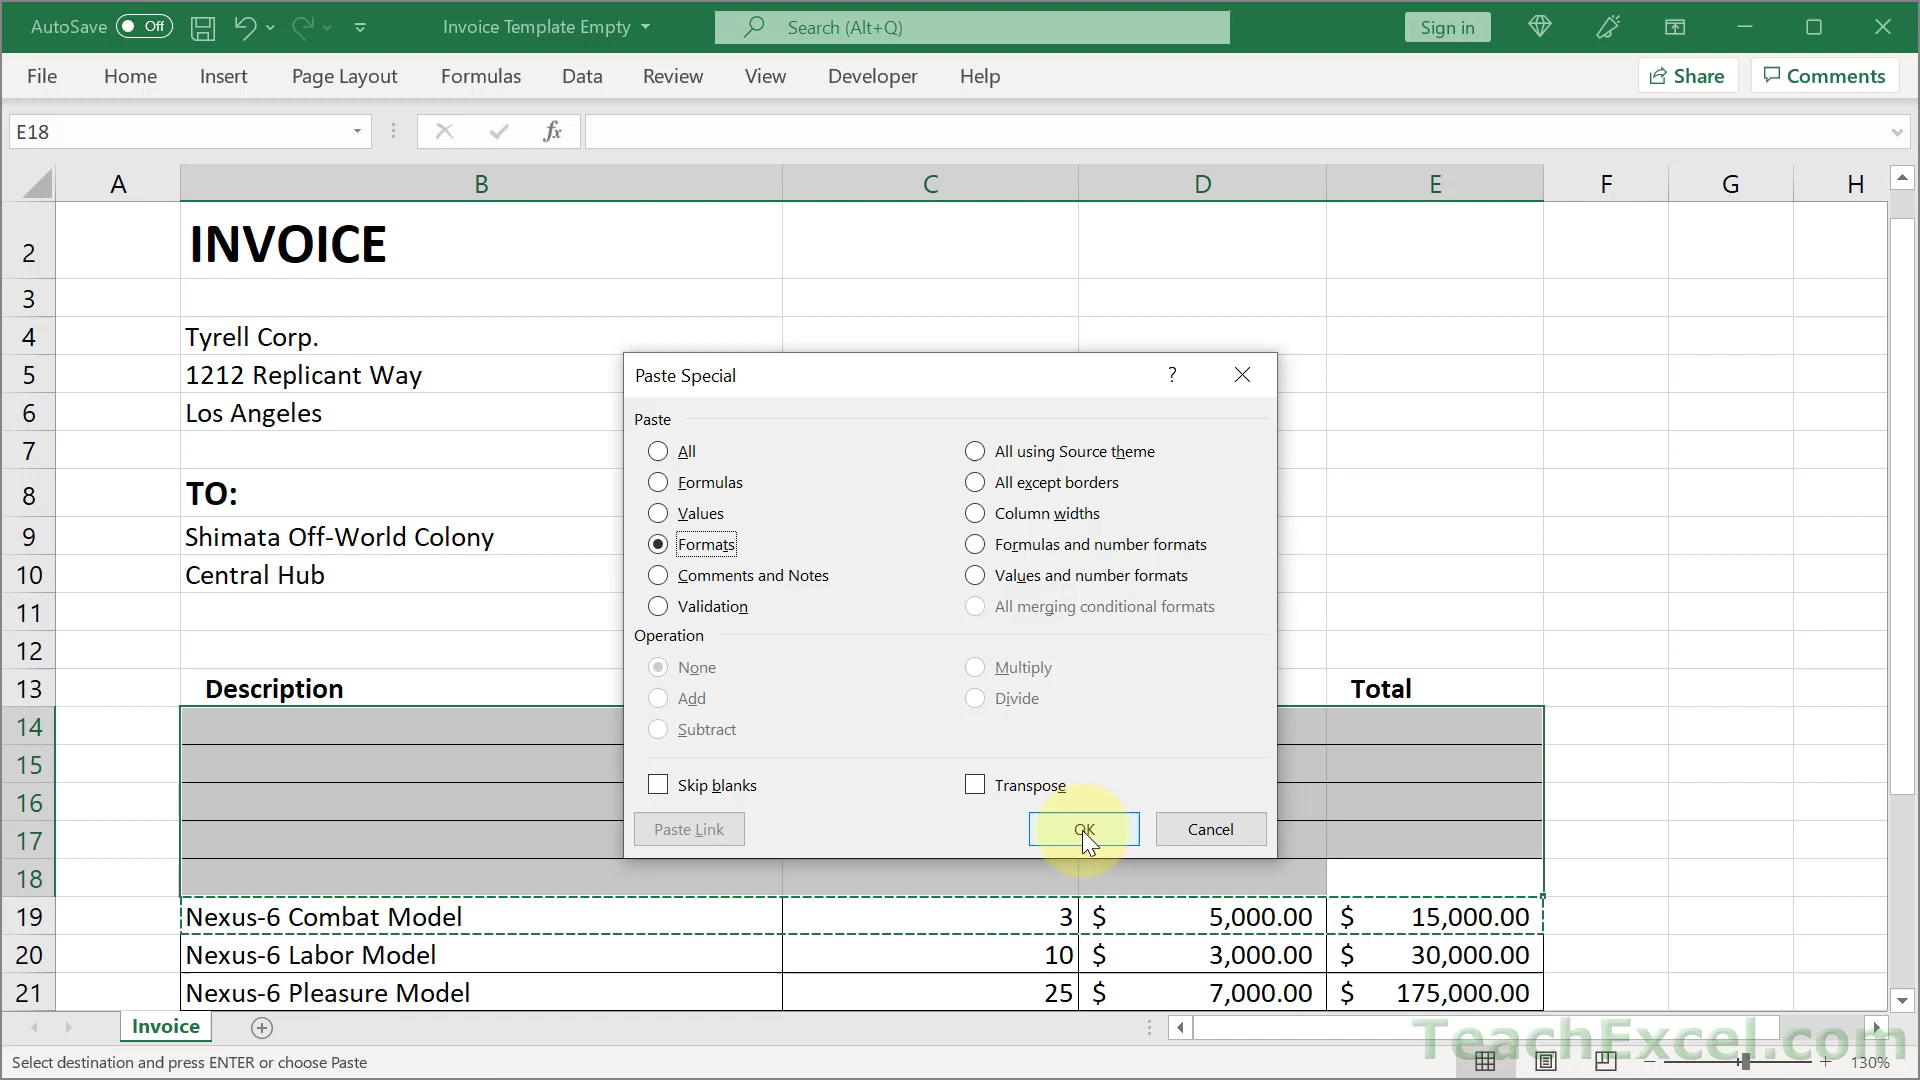 AutoSave Off Invoice Template Empty Search (Alt+Q) Sign in
File Home Insert Page Layout Formulas Data Review View Developer Help Share Comments
E18 fx
A B C D E F G H
2 INVOICE
3
4 Tyrell Corp.
5 1212 Replicant Way
6 Los Angeles
7
8 TO:
9 Shimata Off-World Colony
10 Central Hub
11
12
13 Description Total
14
15
16
17
18
19 Nexus-6 Combat Model 3 $ 5,000.00 $ 15,000.00
20 Nexus-6 Labor Model 10 $ 3,000.00 $ 30,000.00
21 Nexus-6 Pleasure Model 25 $ 7,000.00 $ 175,000.00
Paste Special ?
Paste
All All using Source theme
Formulas All except borders
Values Column widths
Formats Formulas and number formats
Comments and Notes Values and number formats
Validation All merging conditional formats
Operation
None Multiply
Add Divide
Subtract
Skip blanks Transpose
Paste Link OK Cancel
Invoice
TeachExcel.com
Select destination and press ENTER or choose Paste 130%